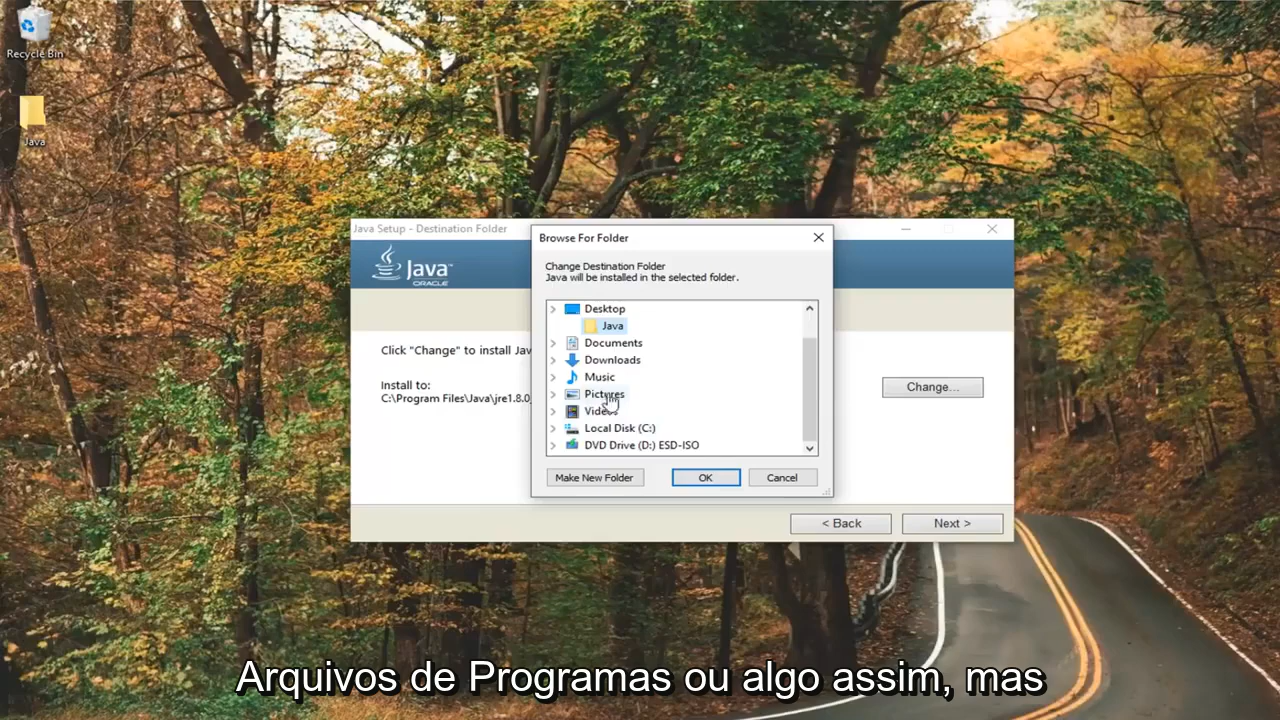 Recycle Bin
Java
Java Setup - Destination Folder
Java™
ORACLE
Click "Change" to install Jav
Install to:
C:\Program Files\Java\jre1.8.0_
Change...
< Back
Next >
Browse For Folder
Change Destination Folder
Java will be installed in the selected folder.
Desktop
Java
Documents
Downloads
Music
Pictures
Videos
Local Disk (C:)
DVD Drive (D:) ESD-ISO
Make New Folder
OK
Cancel
Arquivos de Programas ou algo assim, mas